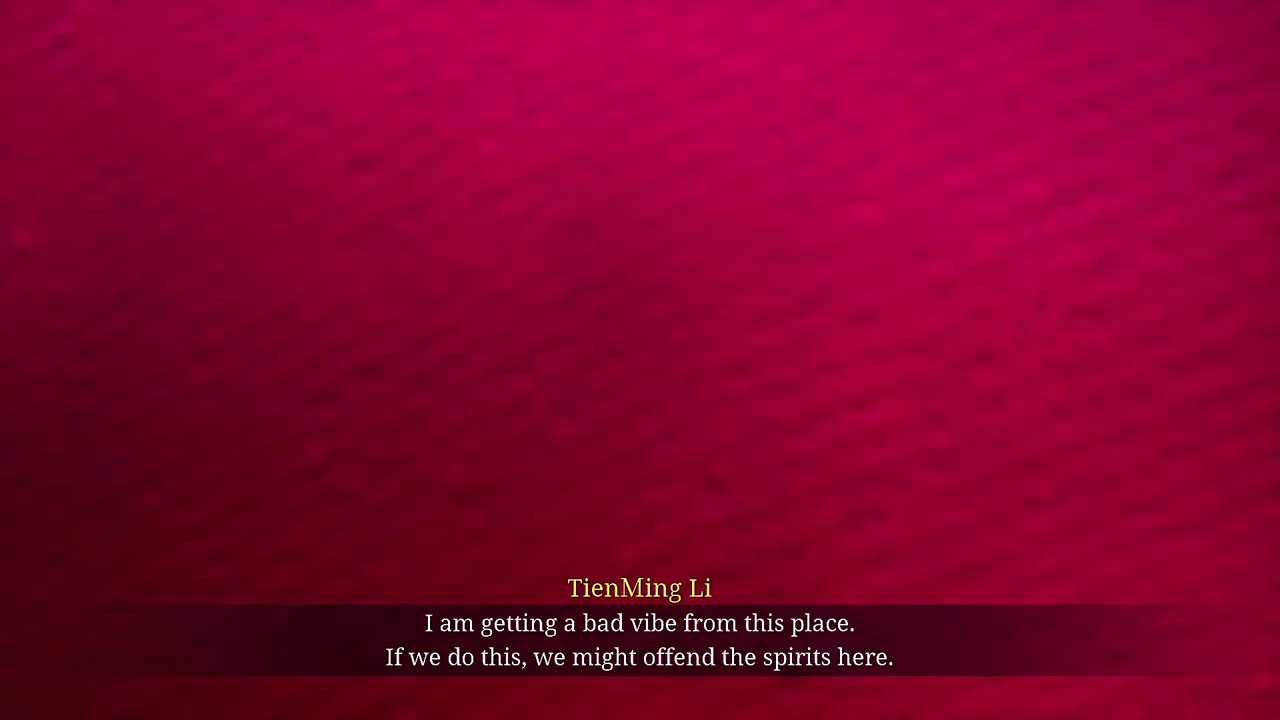 TienMing Li
I am getting a bad vibe from this place.
If we do this, we might offend the spirits here.